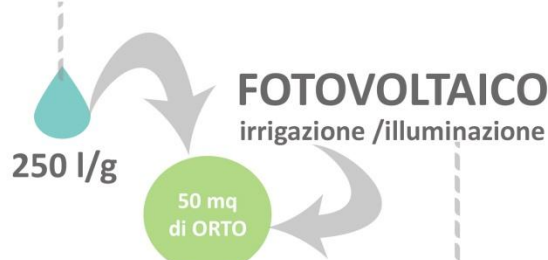 FOTOVOLTAICO
irrigazione /illuminazione
250 l/g
50 mq
di ORTO